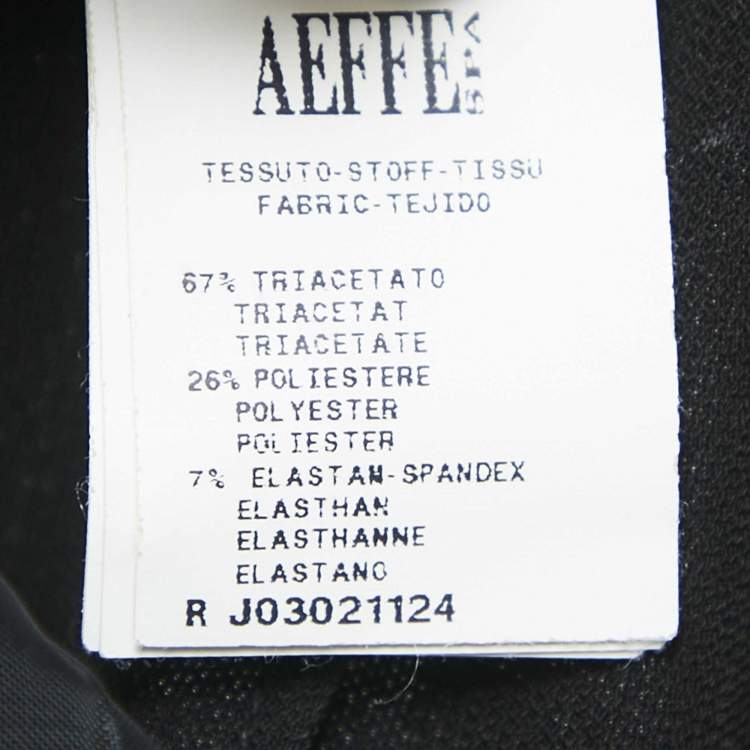 AEFFE SPA
TESSUTO-STOFF-TISSU
FABRIC-TEJIDO
67% TRIACETATO
TRIACETAT
TRIACETATE
26% POLIESTERE
POLYESTER
POLIESTER
7% ELASTAN-SPANDEX
ELASTHAN
ELASTHANNE
ELASTANO
R J03021124